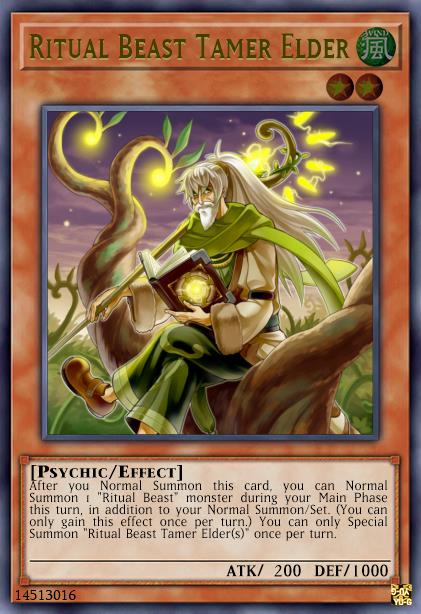 RITUAL BEAST TAMER ELDER
WIND
風
[PSYCHIC/EFFECT]
After you Normal Summon this card, you can Normal
Summon 1 "Ritual Beast" monster during your Main Phase
this turn, in addition to your Normal Summon/Set. (You can
only gain this effect once per turn.) You can only Special
Summon "Ritual Beast Tamer Elder(s)" once per turn.
ATK/ 200 DEF/1000
14513016